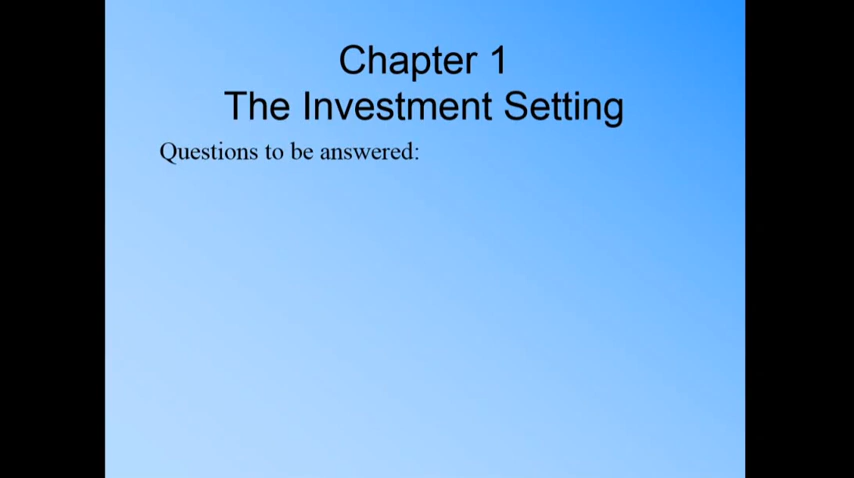 Chapter 1
The Investment Setting
Questions to be answered: